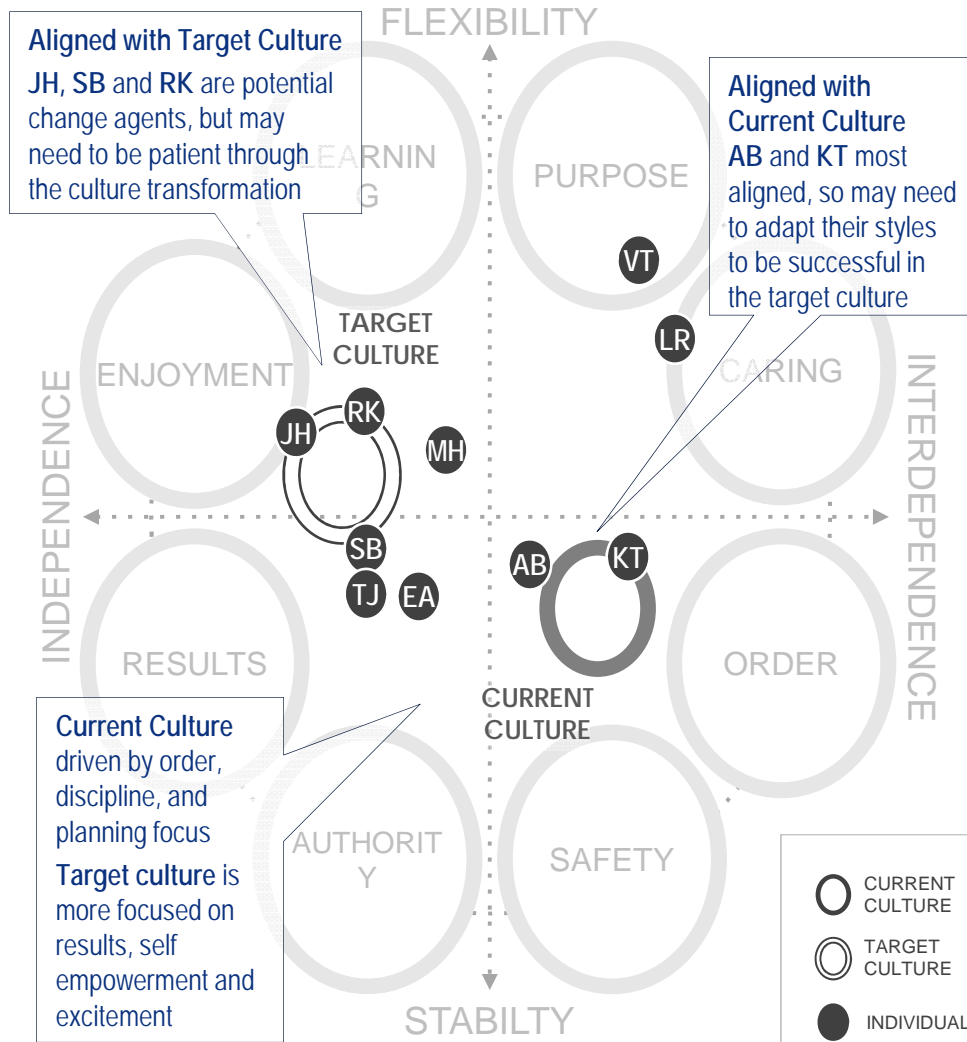 FLEXIBILITY
Aligned with Target Culture
JH, SB and RK are potential
change agents, but may
need to be patient through
the culture transformation
LEARNIN
G
PURPOSE
Aligned with
Current Culture
AB and KT most
aligned, so may need
to adapt their styles
to be successful in
the target culture
VT
LR
TARGET
CULTURE
ENJOYMENT
CARING
INDEPENDENCE
INTERDEPENDENCE
RK
JH
MH
SB
AB
KT
TJ
EA
RESULTS
ORDER
CURRENT
CULTURE
Current Culture
driven by order,
discipline, and
planning focus
Target culture is
more focused on
results, self
empowerment and
excitement
AUTHORIT
Y
SAFETY
STABILTY
CURRENT
CULTURE
TARGET
CULTURE
INDIVIDUAL